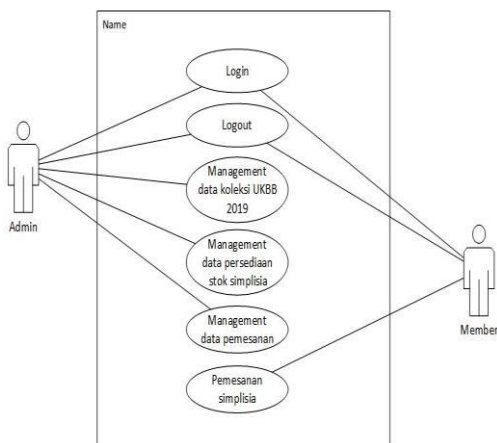 Name
Login
Logout
Management
data koleksi UKBB
2019
Admin
Management
data persediaan
stok simplisia
Management
data pemesanan
Member
Pemesanan
simplisia